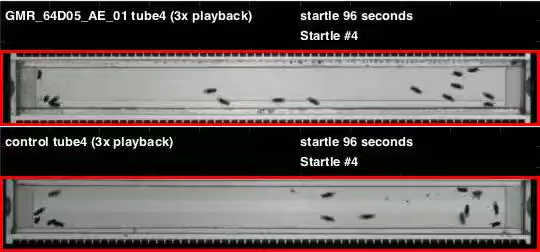 GMR_64D05_AE_01 tube4 (3x playback) startle 96 seconds
Startle #4
control tube4 (3x playback) startle 96 seconds
Startle #4